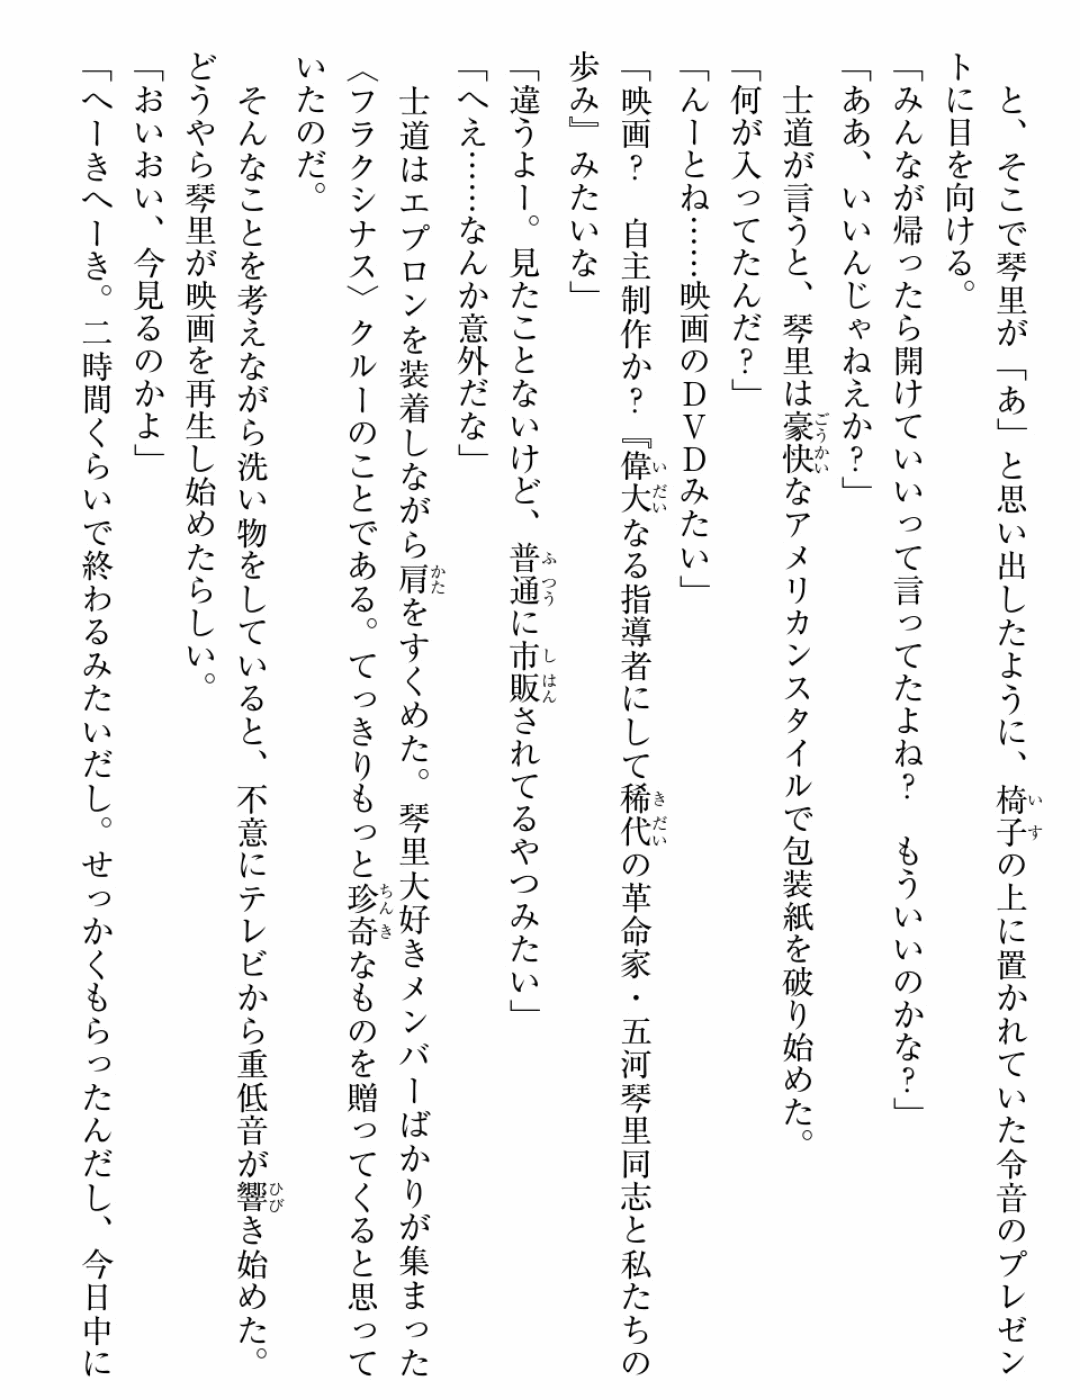 と、そこで琴里が「あ」と思い出したように、椅子の上に置かれていた令音のプレゼン
トに目を向ける。
「みんなが帰ったら開けていいって言ってたよね？　もういいのかな？」
「ああ、いいんじゃねえか？」
　士道が言うと、琴里は豪快なアメリカンスタイルで包装紙を破り始めた。
「何が入ってたんだ？」
「んーとね……映画のＤＶＤみたい」
「映画？　自主制作か？『偉大なる指導者にして稀代の革命家・五河琴里同志と私たちの
歩み』みたいな」
「違うよー。見たことないけど、普通に市販されてるやつみたい」
「へえ……なんか意外だな」
　士道はエプロンを装着しながら肩をすくめた。琴里大好きメンバーばかりが集まった
〈フラクシナス〉クルーのことである。てっきりもっと珍奇なものを贈ってくると思って
いたのだ。
　そんなことを考えながら洗い物をしていると、不意にテレビから重低音が響き始めた。
どうやら琴里が映画を再生し始めたらしい。
「おいおい、今見るのかよ」
「へーきへーき。二時間くらいで終わるみたいだし。せっかくもらったんだし、今日中に